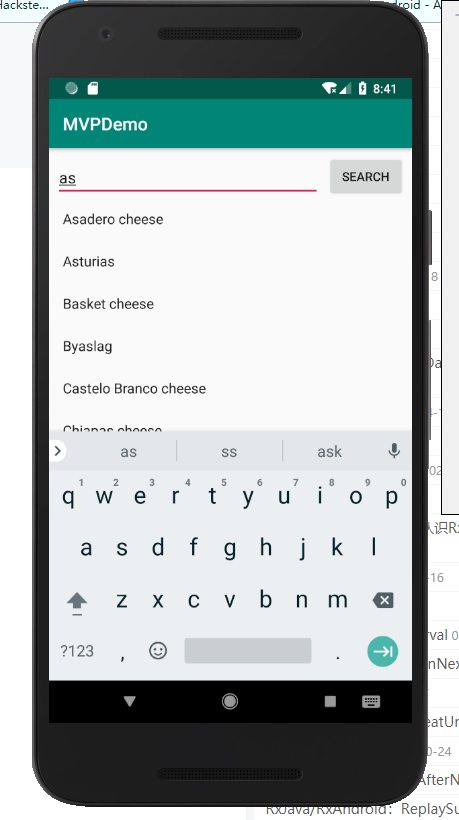 8:41
MVPDemo
as
SEARCH
Asadero cheese
Asturias
Basket cheese
Byaslag
Castelo Branco cheese
Chiapas cheese
as ss ask
1 2 3 4 5 6 7 8 9 0
q w e r t y u i o p
a s d f g h j k l
z x c v b n m
?123 , .
RxJava/RxAndroid: ReplaySu